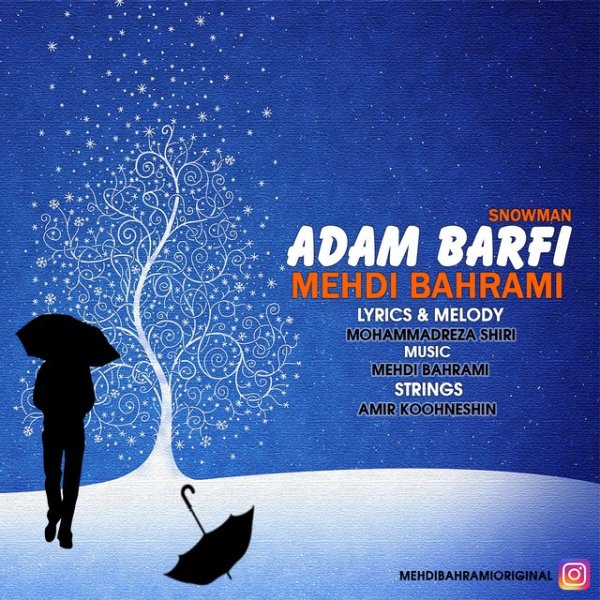 SNOWMAN
ADAM BARFI
MEHDI BAHRAMI
LYRICS & MELODY
MOHAMMADREZA SHIRI
MUSIC
MEHDI BAHRAMI
STRINGS
AMIR KOOHNESHIN
MEHDIBAHRAMIORIGINAL